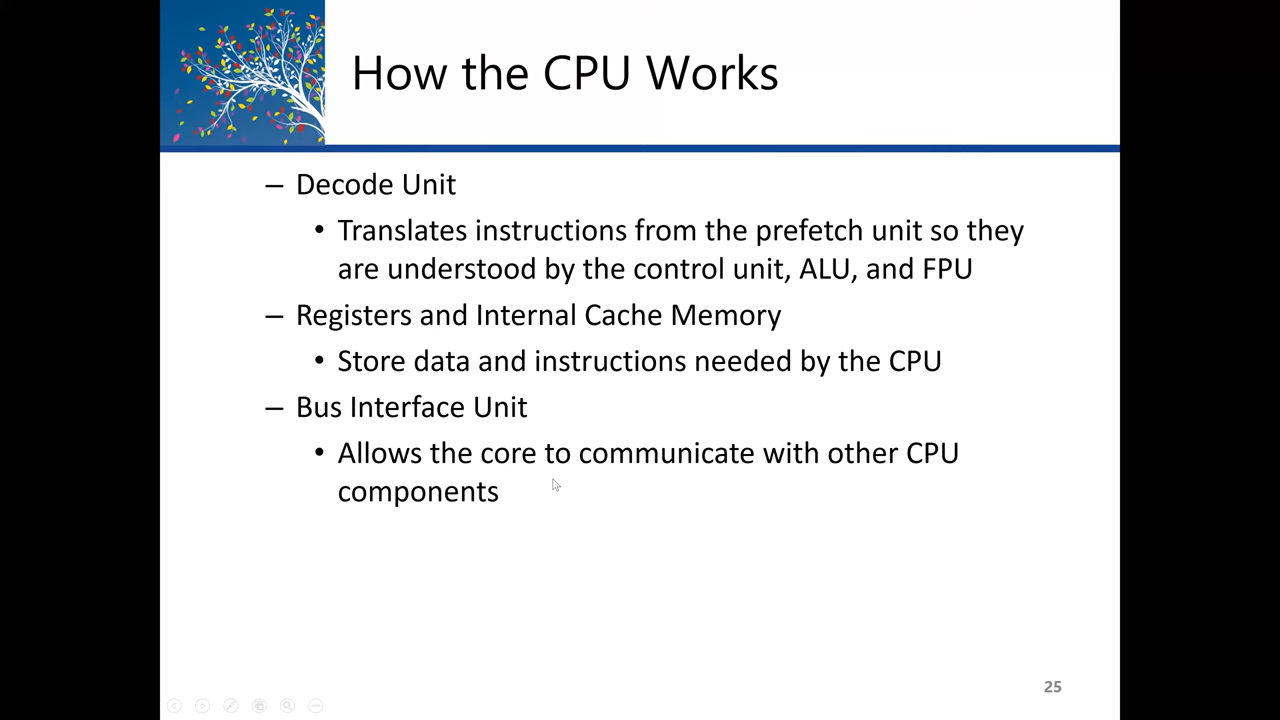 How the CPU Works
– Decode Unit
• Translates instructions from the prefetch unit so they
are understood by the control unit, ALU, and FPU
– Registers and Internal Cache Memory
• Store data and instructions needed by the CPU
– Bus Interface Unit
• Allows the core to communicate with other CPU
components
25